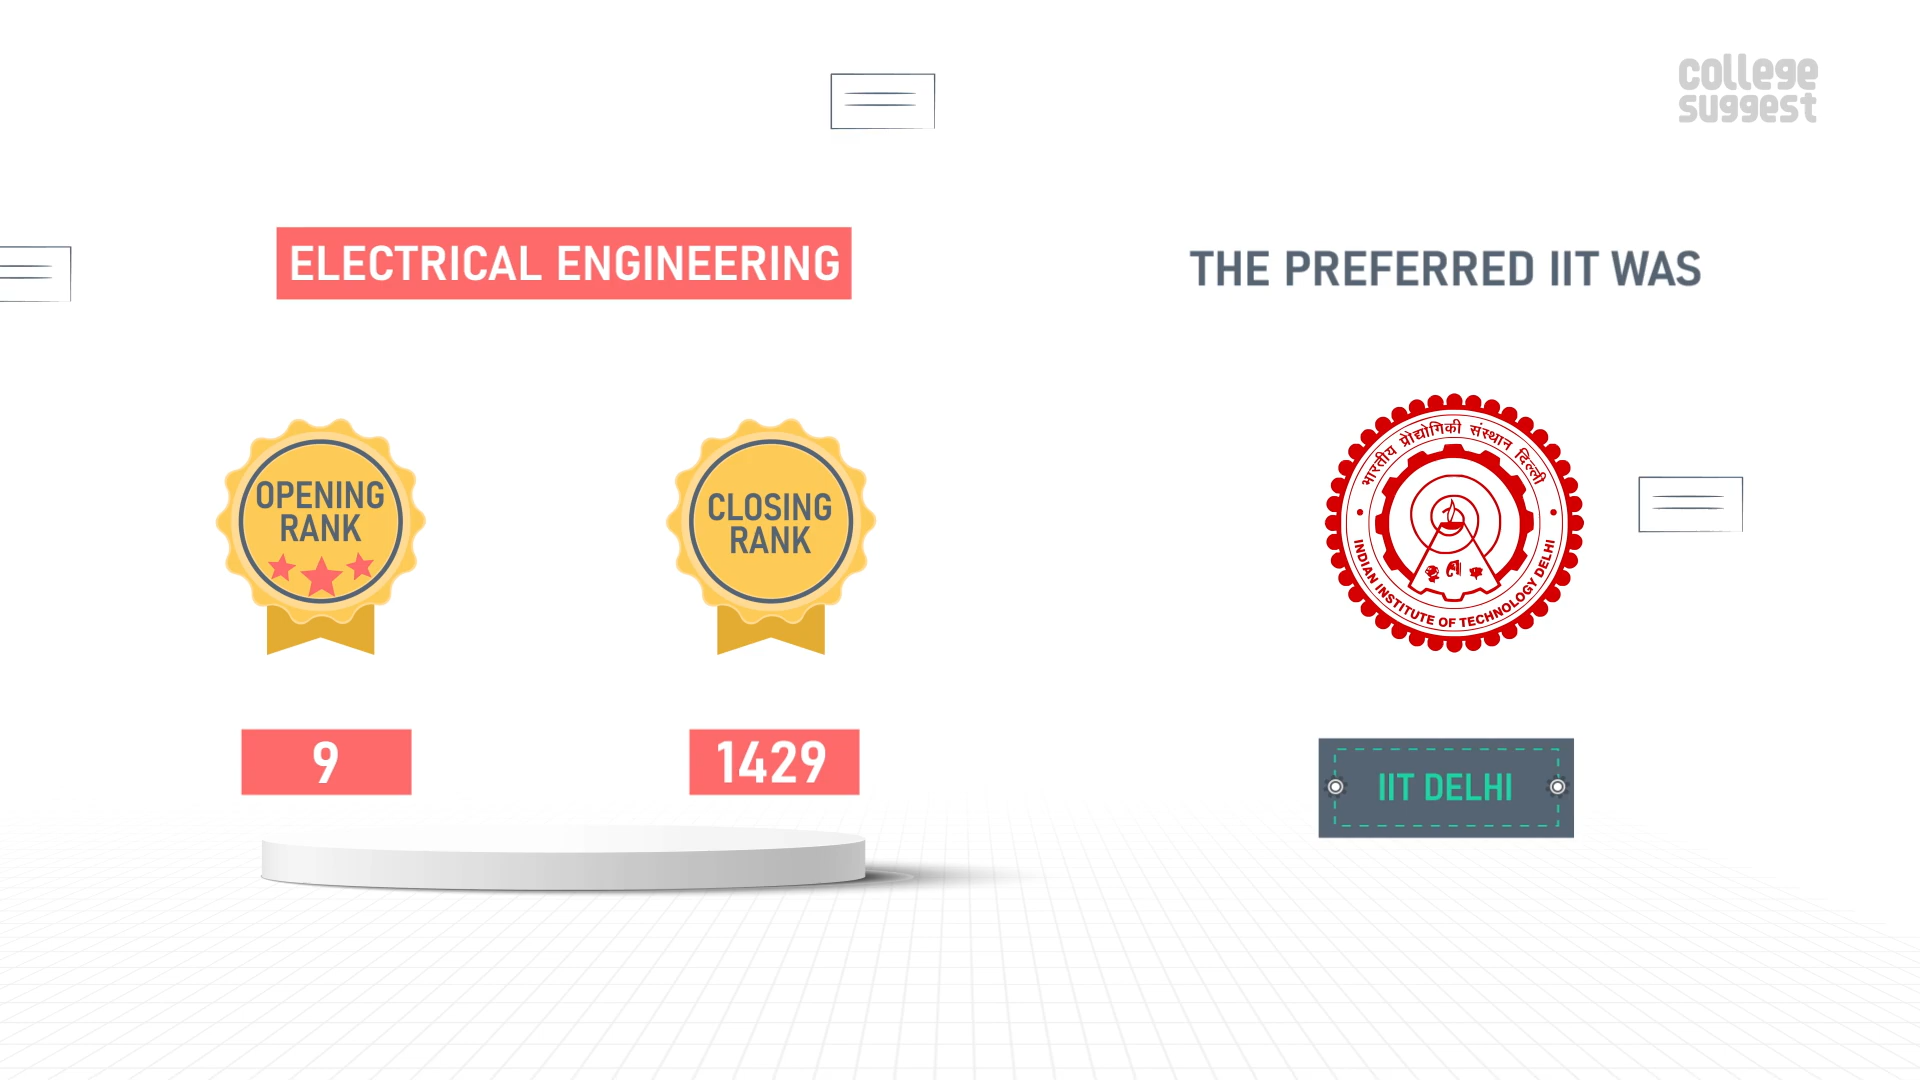 college
suggest
ELECTRICAL ENGINEERING
THE PREFERRED IIT WAS
OPENING
RANK
CLOSING
RANK
भारतीय प्रौद्योगिकी संस्थान दिल्ली
INDIAN INSTITUTE OF TECHNOLOGY DELHI
9
1429
IIT DELHI